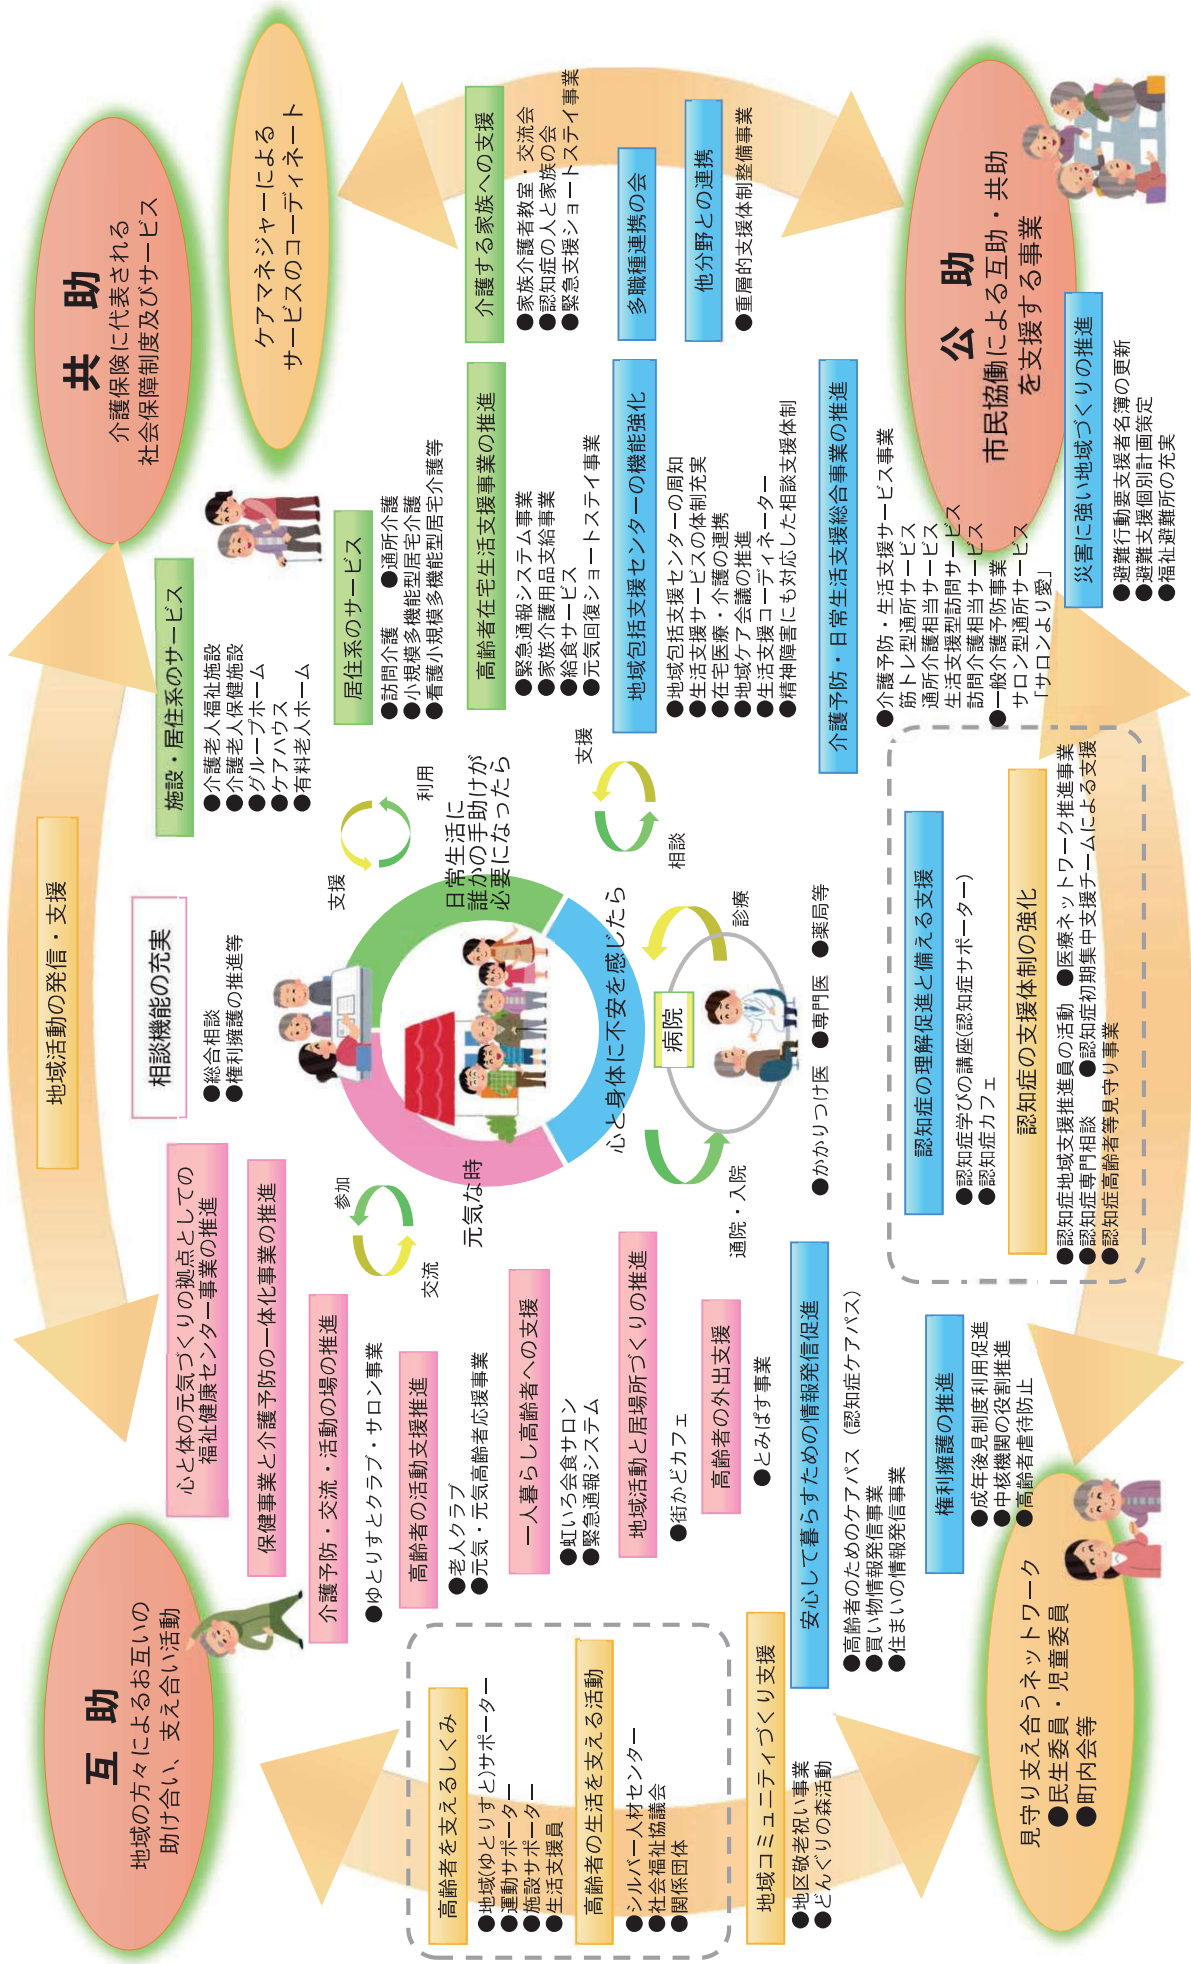 互　助
地域の方々によるお互いの
助け合い、支え合い活動
地域活動の発信・支援
共　助
介護保険に代表される
社会保障制度及びサービス
ケアマネジャーによる
サービスのコーディネート
心と体の元気づくりの拠点としての
福祉健康センター事業の推進
保健事業と介護予防の一体化事業の推進
介護予防・交流・活動の場の推進
●ゆとりすとクラブ・サロン事業
高齢者の活動支援推進
●老人クラブ
●元気・元気高齢者応援事業
一人暮らし高齢者への支援
●虹いろ会食サロン
●緊急通報システム
地域活動と居場所づくりの推進
●街かどカフェ
高齢者の外出支援
●とみぱす事業
相談機能の充実
●総合相談
●権利擁護の推進等
施設・居住系のサービス
●介護老人福祉施設
●介護老人保健施設
●グループホーム
●ケアハウス
●有料老人ホーム
居住系のサービス
●訪問介護　●通所介護
●小規模多機能型居宅介護
●看護小規模多機能型居宅介護等
高齢者在宅生活支援事業の推進
●緊急通報システム事業
●家族介護用品支給事業
●給食サービス
●元気回復ショートステイ事業
介護する家族への支援
●家族介護者教室・交流会
●認知症の人と家族の会
●緊急支援ショートステイ事業
地域包括支援センターの機能強化
●地域包括支援センターの周知
●生活支援サービスの体制充実
●在宅医療・介護の連携
●地域ケア会議の推進
●生活支援コーディネーター
●精神障害にも対応した相談支援体制
多職種連携の会
他分野との連携
●重層的支援体制整備事業
介護予防・日常生活支援総合事業の推進
●介護予防・生活支援サービス事業
筋トレ型通所サービス
通所介護相当サービス
生活支援型訪問サービス
訪問介護相当サービス
●一般介護予防事業
サロン型通所サービス
「サロンより愛」
参加
交流
支援
利用
支援
相談
元気な時
日常生活に
誰かの手助けが
必要になったら
心と身体に不安を感じたら
病院
通院・入院
診療
●かかりつけ医　●専門医　●薬局等
高齢者を支えるしくみ
●地域(ゆとりすと)サポーター
●運動サポーター
●施設サポーター
●生活支援員
高齢者の生活を支える活動
●シルバー人材センター
●社会福祉協議会
●関係団体
地域コミュニティづくり支援
●地区敬老祝い事業
●どんぐりの森活動
安心して暮らすための情報発信促進
●高齢者のためのケアパス（認知症ケアパス）
●買い物情報発信事業
●住まいの情報発信事業
権利擁護の推進
●成年後見制度利用促進
●中核機関の役割推進
●高齢者虐待防止
認知症の理解促進と備える支援
●認知症学びの講座(認知症サポーター)
●認知症カフェ
認知症の支援体制の強化
●認知症地域支援推進員の活動　●医療ネットワーク推進事業
●認知症専門相談　●認知症初期集中支援チームによる支援
●認知症高齢者等見守り事業
見守り支え合うネットワーク
●民生委員・児童委員
●町内会等
公　助
市民協働による互助・共助
を支援する事業
災害に強い地域づくりの推進
●避難行動要支援者名簿の更新
●避難支援個別計画策定
●福祉避難所の充実